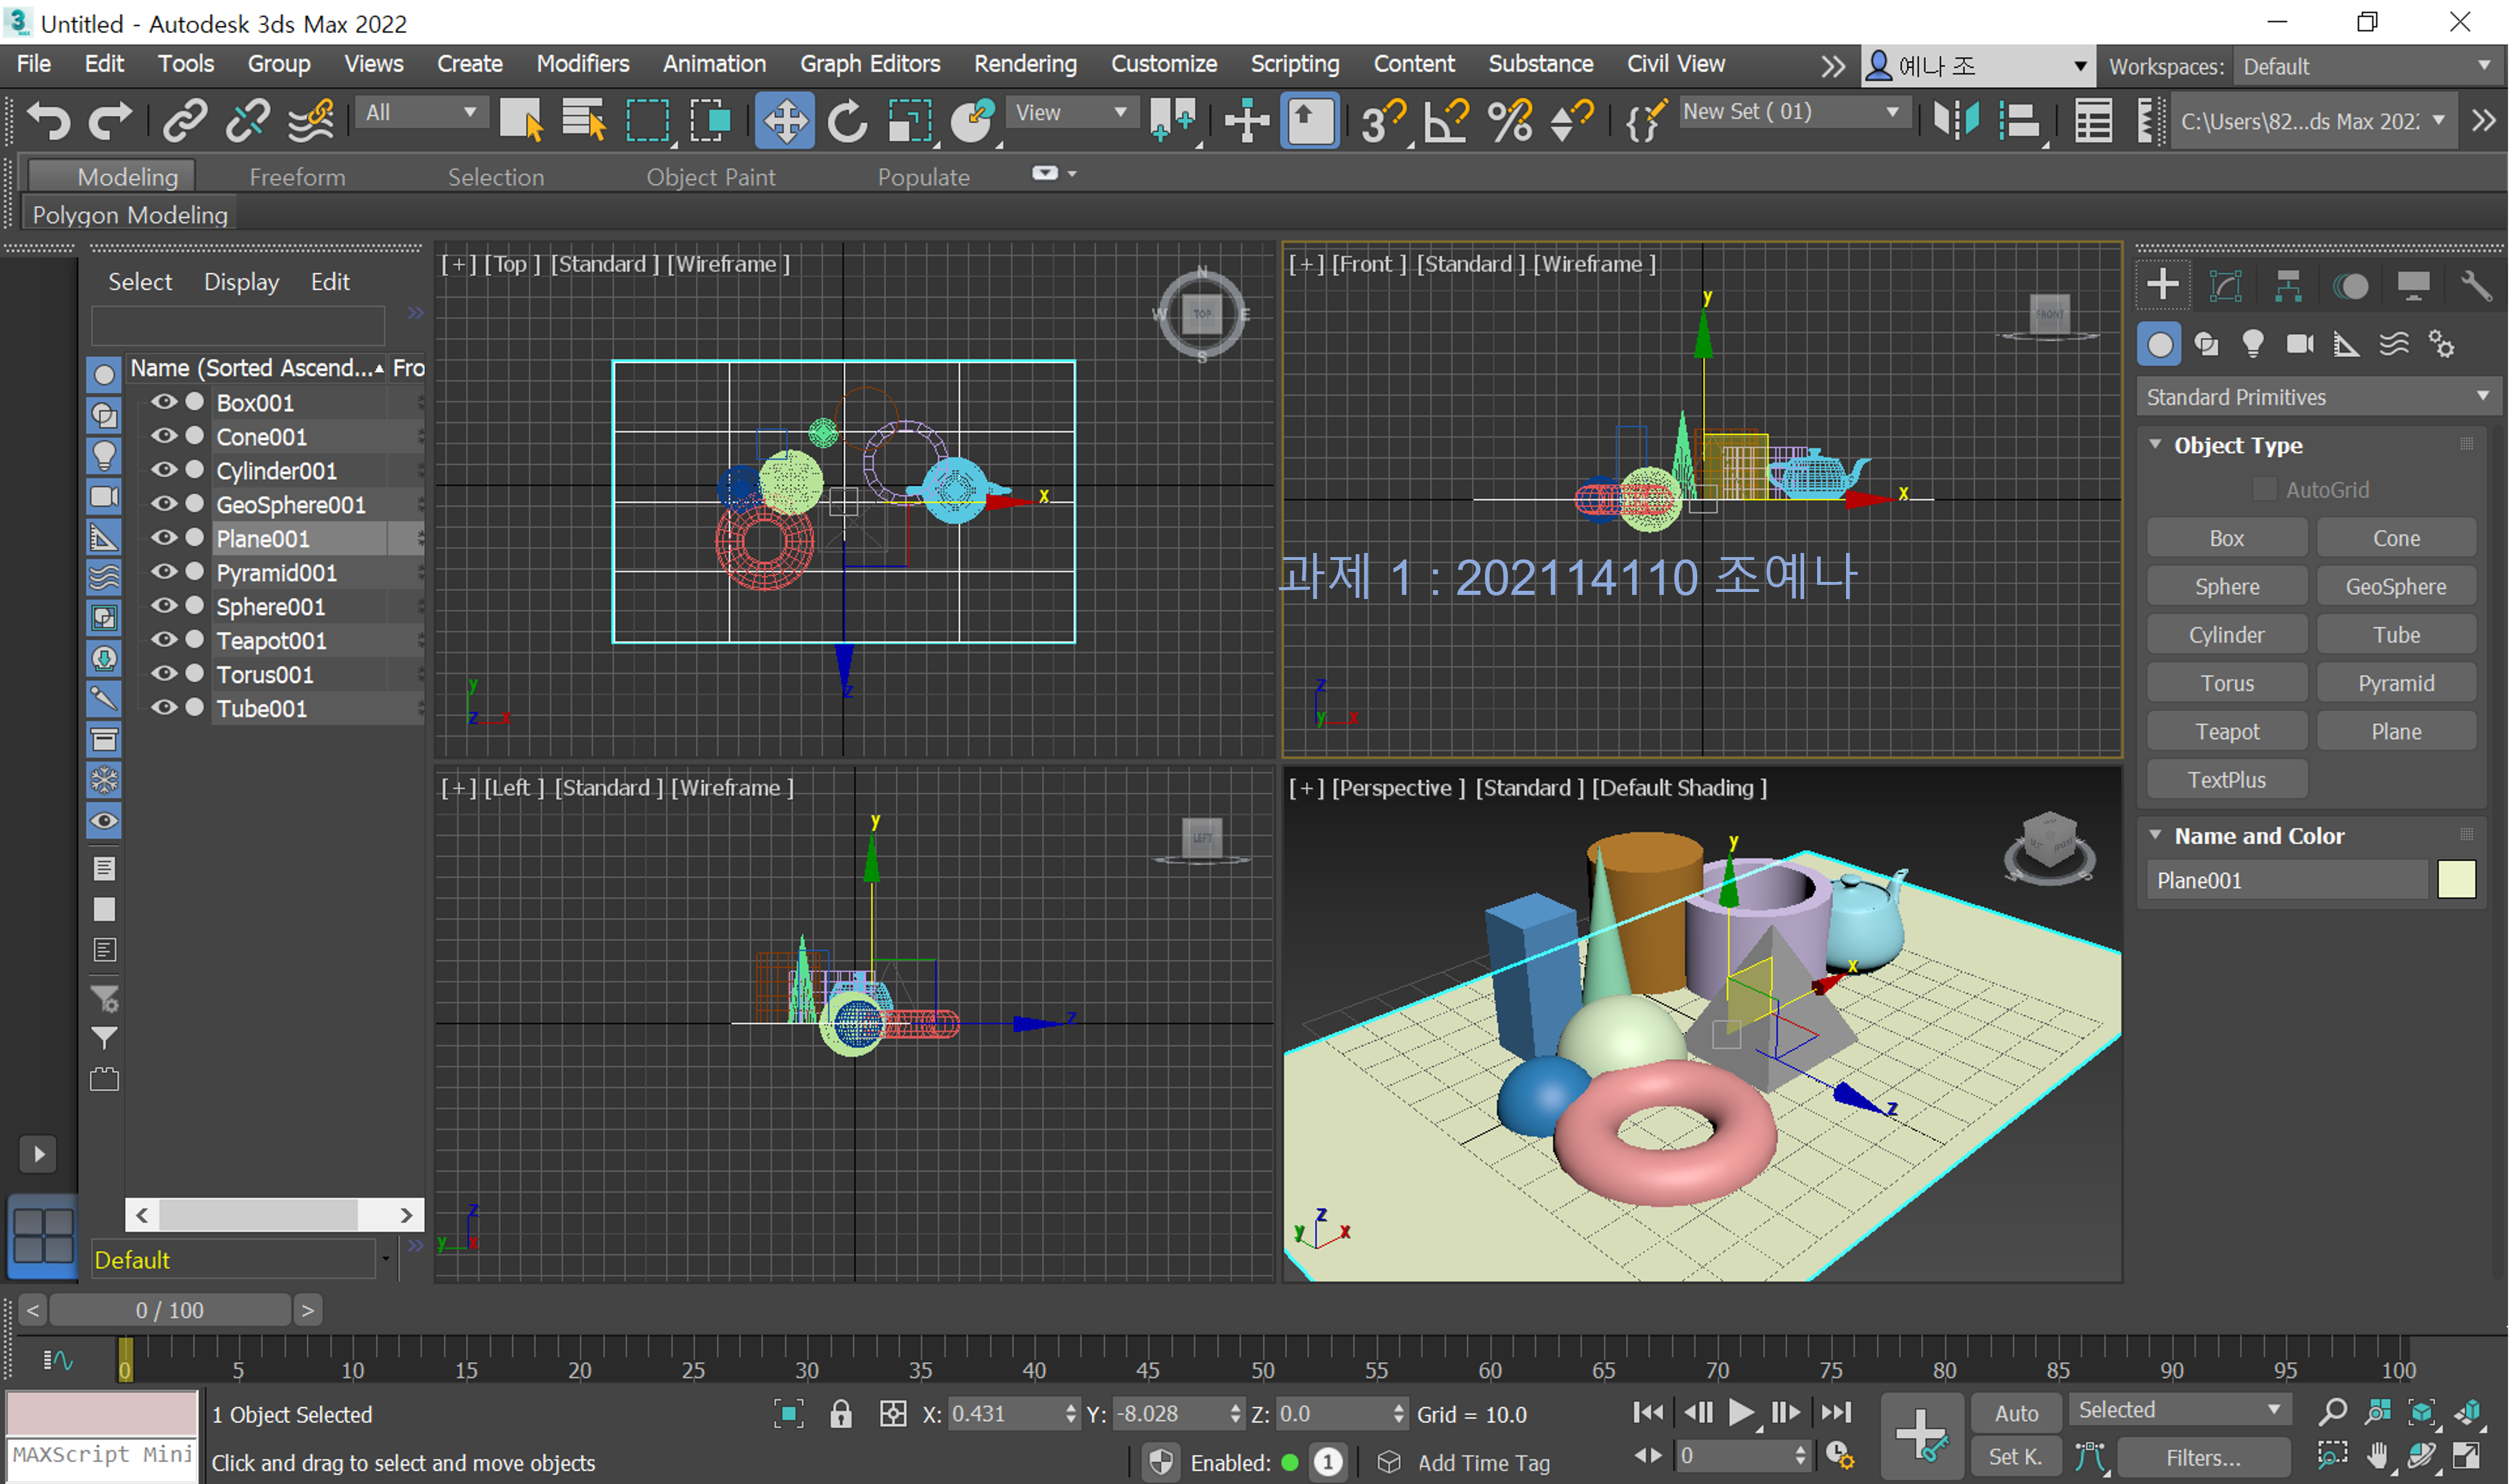 Untitled - Autodesk 3ds Max 2022
File Edit Tools Group Views Create Modifiers Animation Graph Editors Rendering Customize Scripting Content Substance Civil View 예나 조 Workspaces: Default
All View New Set ( 01) C:\Users\82...ds Max 202
Modeling Freeform Selection Object Paint Populate
Polygon Modeling
Select Display Edit
Name (Sorted Ascend... Fro
Box001
Cone001
Cylinder001
GeoSphere001
Plane001
Pyramid001
Sphere001
Teapot001
Torus001
Tube001
Default
[+] [Top ] [Standard ] [Wireframe ]
N
W TOP E
S
x
z
y
z x
[+] [Front ] [Standard ] [Wireframe ]
FRONT
y
x
과제 1 : 202114110 조예나
z
y x
[+] [Left ] [Standard ] [Wireframe ]
LEFT
y
z
z
y x
[+] [Perspective ] [Standard ] [Default Shading ]
y
x
z
z
y x
Standard Primitives
Object Type
AutoGrid
Box Cone
Sphere GeoSphere
Cylinder Tube
Torus Pyramid
Teapot Plane
TextPlus
Name and Color
Plane001
< 0 / 100 >
0 5 10 15 20 25 30 35 40 45 50 55 60 65 70 75 80 85 90 95 100
1 Object Selected X: 0.431 Y: -8.028 Z: 0.0 Grid = 10.0 Auto Selected
MAXScript Mini Click and drag to select and move objects Enabled: 1 Add Time Tag 0 Set K. Filters...